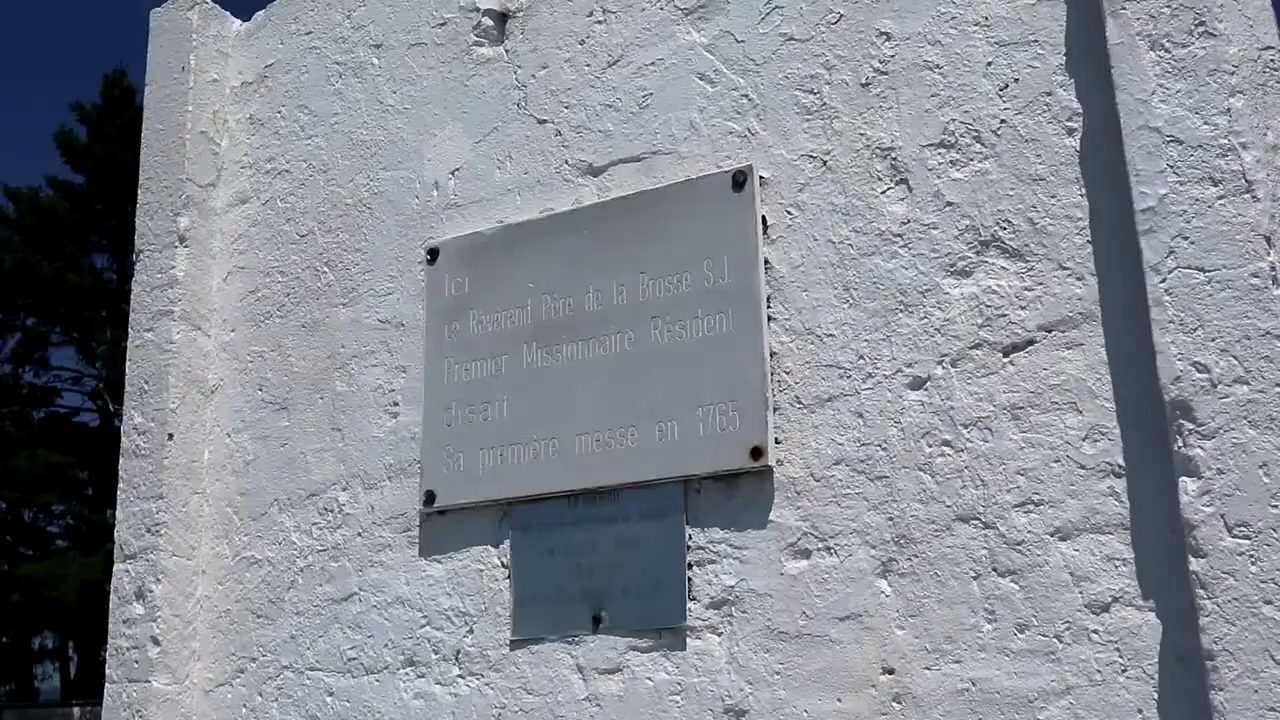 Ici
Le Révérend Père de la Brosse S.J.
Premier Missionnaire Résident
disait
Sa première messe en 1765